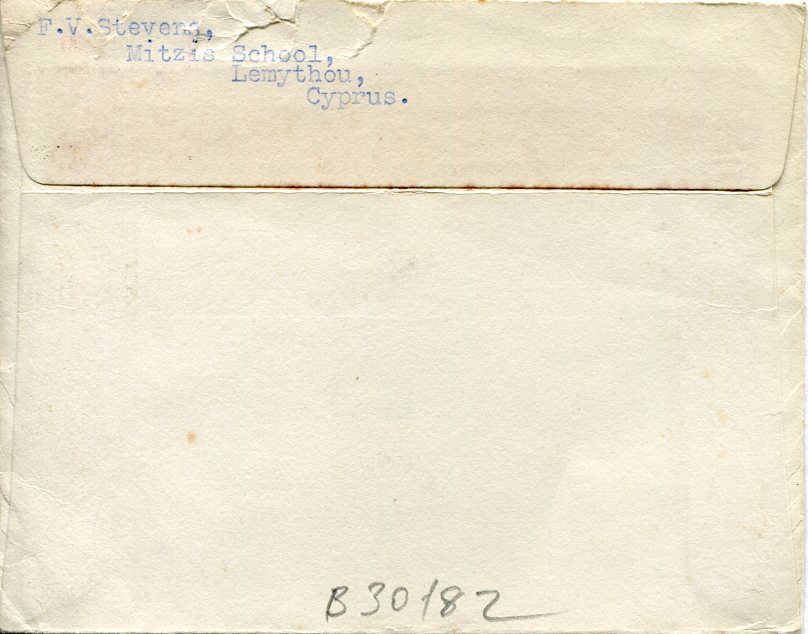 F.V.Stevens,
Mitzis School,
Lemythou,
Cyprus.
B30182